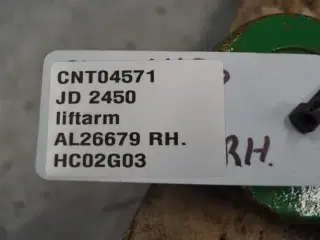 CNT04571
JD 2450
liftarm
AL26679 RH.
HC02G03
RH.